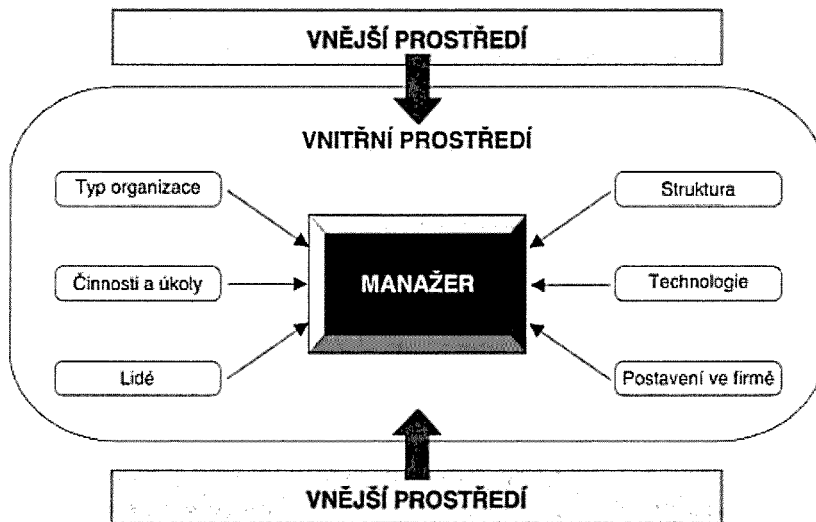 VNĚJŠÍ PROSTŘEDÍ
VNITŘNÍ PROSTŘEDÍ
Typ organizace
Struktura
Činnosti a úkoly
MANAŽER
Technologie
Lidé
Postavení ve firmě
VNĚJŠÍ PROSTŘEDÍ